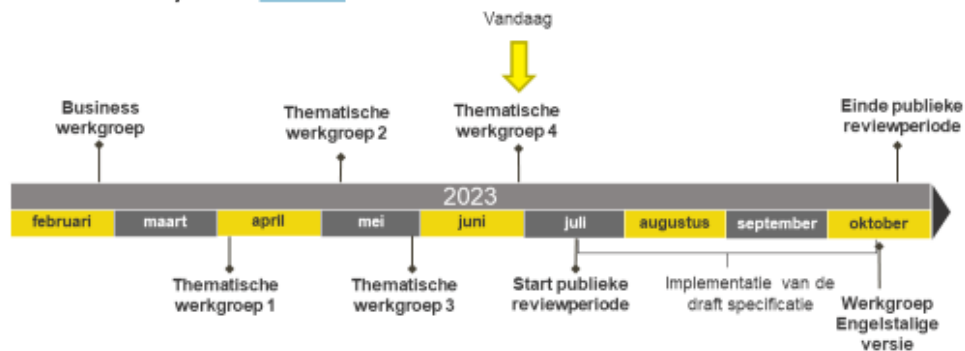 Vandaag
Business
werkgroep
Thematische
werkgroep 2
Thematische
werkgroep 4
Einde publieke
reviewperiode
2023
februari maart april mei juni juli augustus september oktober
Thematische
werkgroep 1
Thematische
werkgroep 3
Start publieke
reviewperiode
Implementatie van de
draft specificatie
Werkgroep
Engelstalige
versie